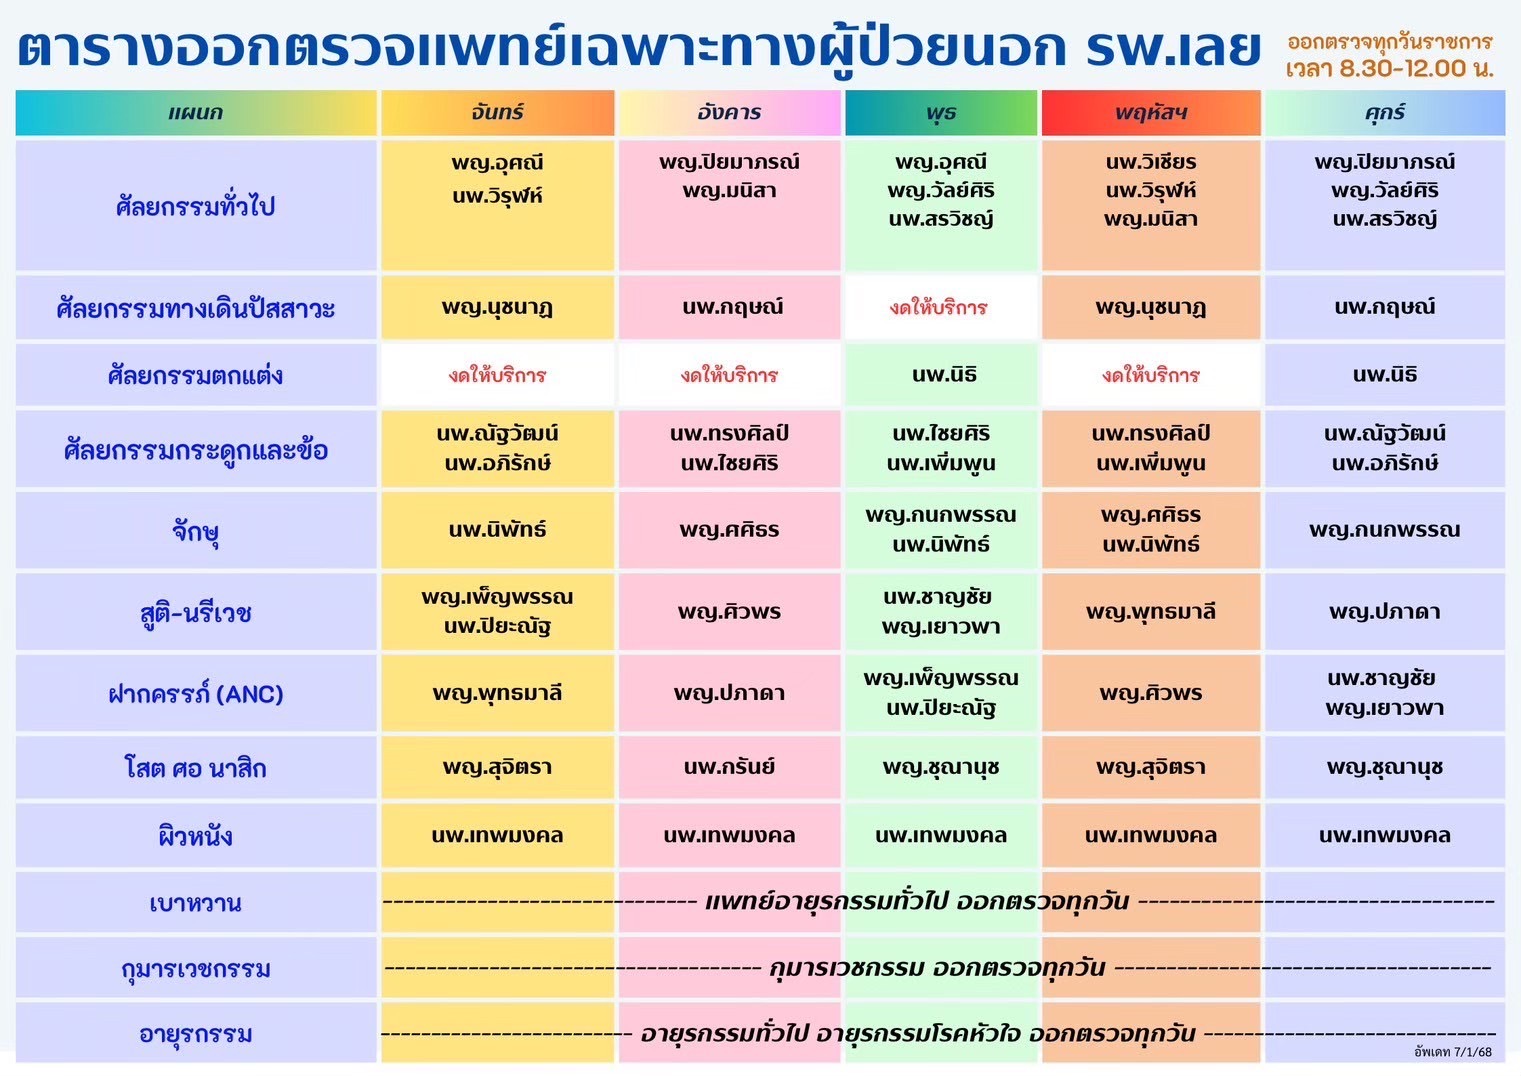 ตารางออกตรวจแพทย์เฉพาะทางผู้ป่วยนอก รพ.เลย
ออกตรวจทุกวันราชการ
เวลา 8.30-12.00 น.
แผนก จันทร์ อังคาร พุธ พฤหัสฯ ศุกร์
ศัลยกรรมทั่วไป
พญ.อุศณี
นพ.วิรุฬห์
พญ.ปิยมาภรณ์
พญ.มนิสา
พญ.อุศณี
พญ.วัลย์ศิริ
นพ.สรวิชญ์
นพ.วิเชียร
นพ.วิรุฬห์
พญ.มนิสา
พญ.ปิยมาภรณ์
พญ.วัลย์ศิริ
นพ.สรวิชญ์
ศัลยกรรมทางเดินปัสสาวะ พญ.นุชนาฏ นพ.กฤษณ์ งดให้บริการ พญ.นุชนาฏ นพ.กฤษณ์
ศัลยกรรมตกแต่ง งดให้บริการ งดให้บริการ นพ.นิธิ งดให้บริการ นพ.นิธิ
ศัลยกรรมกระดูกและข้อ
นพ.ณัฐวัฒน์
นพ.อภิรักษ์
นพ.ทรงศิลป์
นพ.ไชยศิริ
นพ.ไชยศิริ
นพ.เพิ่มพูน
นพ.ทรงศิลป์
นพ.เพิ่มพูน
นพ.ณัฐวัฒน์
นพ.อภิรักษ์
จักษุ
นพ.นิพัทธ์
พญ.ศศิธร
พญ.กนกพรรณ
นพ.นิพัทธ์
พญ.ศศิธร
นพ.นิพัทธ์
พญ.กนกพรรณ
สูติ-นรีเวช
พญ.เพ็ญพรรณ
นพ.ปิยะณัฐ
พญ.ศิวพร
นพ.ชาญชัย
พญ.เยาวพา
พญ.พุทธมาลี
พญ.ปภาดา
ฝากครรภ์ (ANC)
พญ.พุทธมาลี
พญ.ปภาดา
พญ.เพ็ญพรรณ
นพ.ปิยะณัฐ
พญ.ศิวพร
นพ.ชาญชัย
พญ.เยาวพา
โสต ศอ นาสิก พญ.สุจิตรา นพ.กรันย์ พญ.ชุณานุช พญ.สุจิตรา พญ.ชุณานุช
ผิวหนัง นพ.เทพมงคล นพ.เทพมงคล นพ.เทพมงคล นพ.เทพมงคล นพ.เทพมงคล
เบาหวาน แพทย์อายุรกรรมทั่วไป ออกตรวจทุกวัน
กุมารเวชกรรม กุมารเวชกรรม ออกตรวจทุกวัน
อายุรกรรม อายุรกรรมทั่วไป อายุรกรรมโรคหัวใจ ออกตรวจทุกวัน
อัพเดท 7/1/68